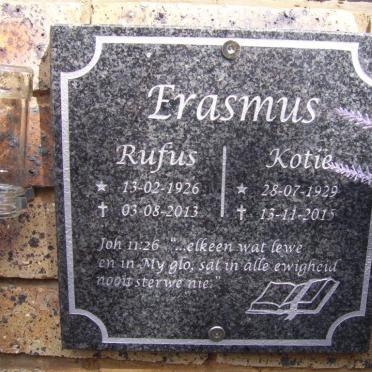 Erasmus
Rufus Kotie
★ 13-02-1926 ★ 28-07-1929
✝ 03-08-2013 ✝ 13-11-2015
Joh 11:26 "...elkeen wat lewe
en in My glo, sal in alle ewigheid
nooit sterwe nie."